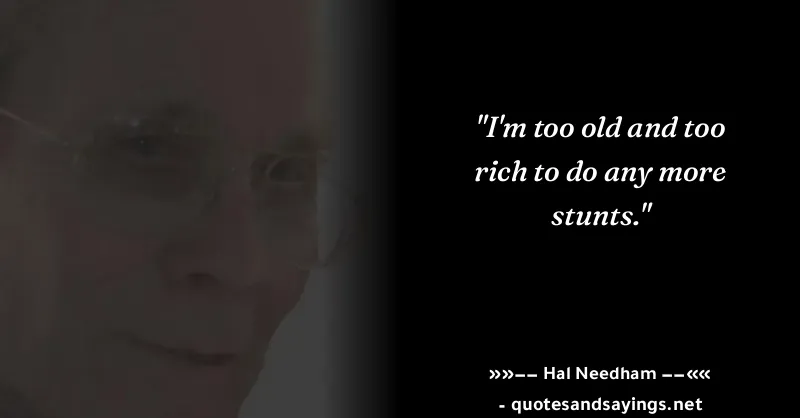 "I'm too old and too
rich to do any more
stunts."
»»−− Hal Needham −−««
- quotesandsayings.net